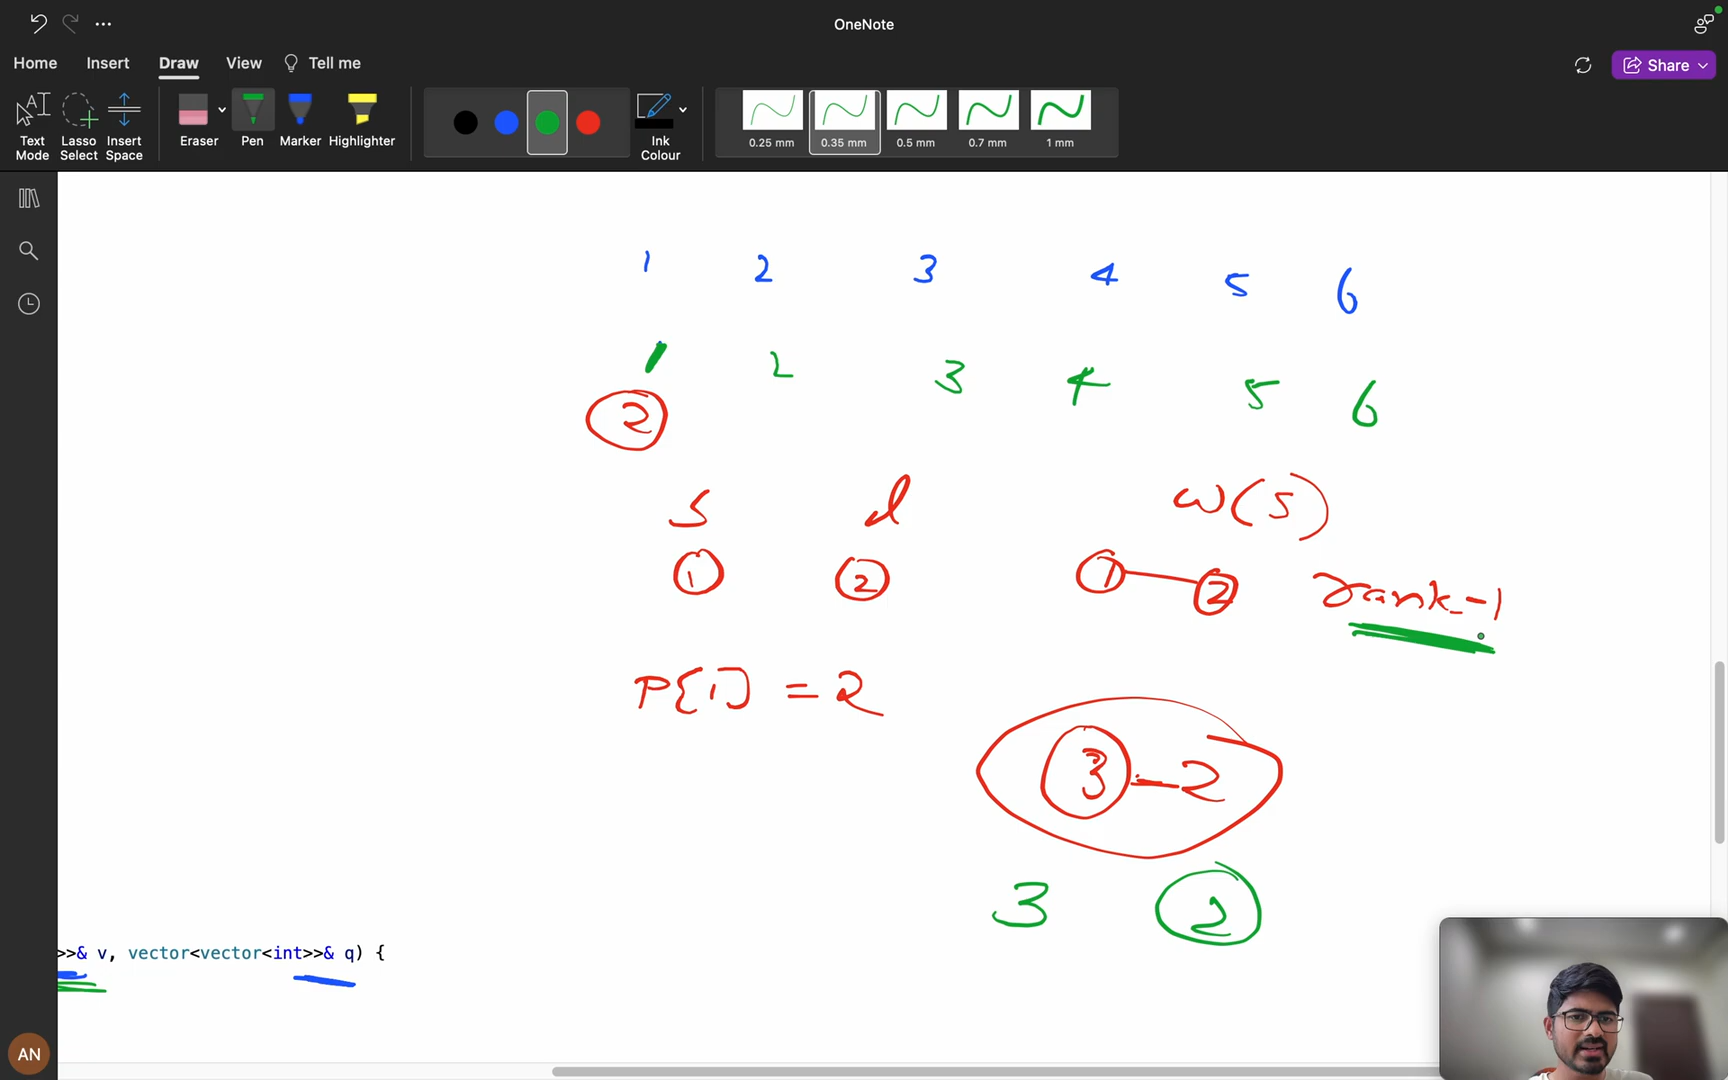 OneNote
Home Insert Draw View Tell me
Share
Text Mode
Lasso Select
Insert Space
Eraser
Pen
Marker
Highlighter
Ink Colour
0.25 mm
0.35 mm
0.5 mm
0.7 mm
1 mm
1 2 3 4 5 6
1 2 3 4 5 6
2
s d w(s)
1 2 1 2 rank-1
P[1] = 2
3-2
3 2
>>& v, vector<vector<int>>& q) {
AN